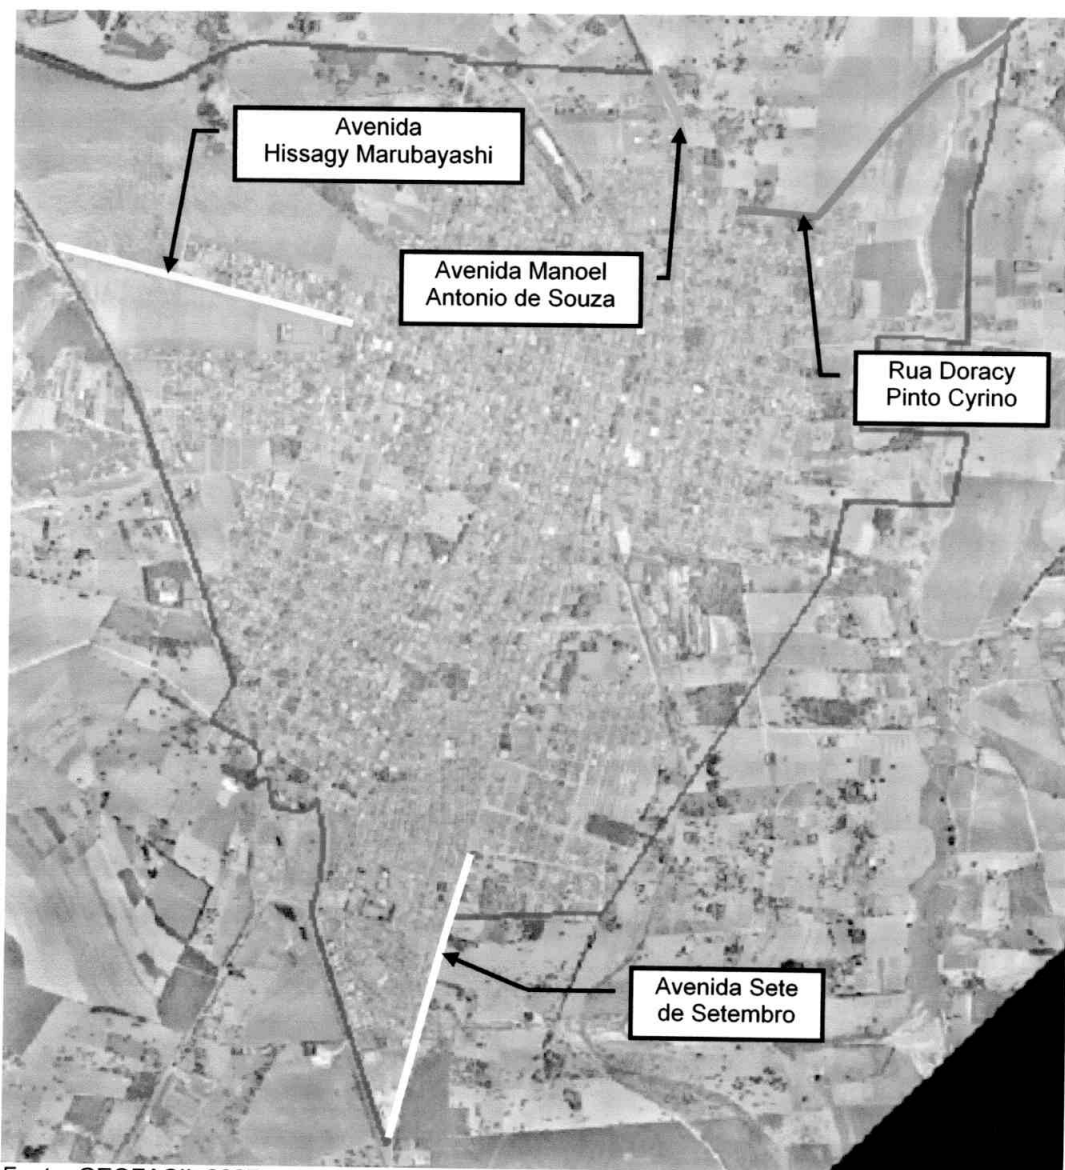 Avenida
Hissagy Marubayashi
Avenida Manoel
Antonio de Souza
Rua Doracy
Pinto Cyrino
Avenida Sete
de Setembro